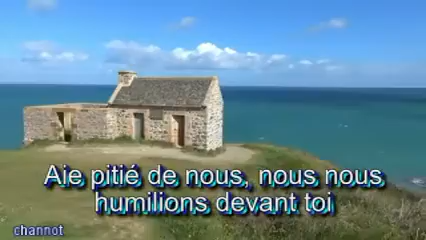 Aie pitié de nous, nous nous
humilions devant toi
channot